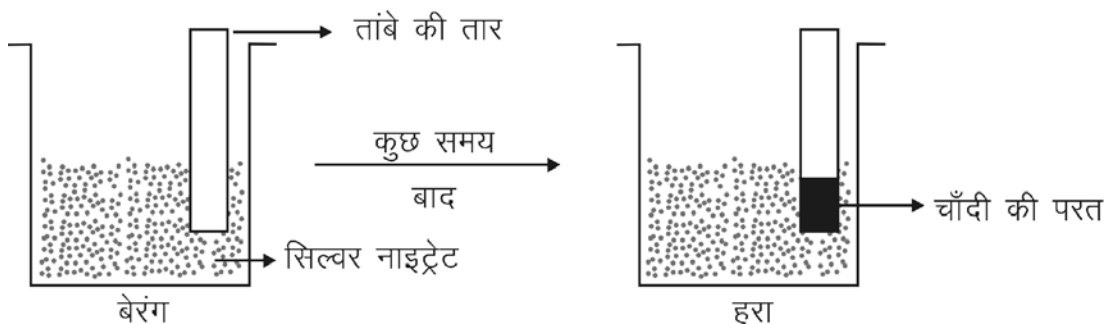 तांबे की तार
कुछ समय
बाद
चाँदी की परत
सिल्वर नाइट्रेट
बेरंग
हरा